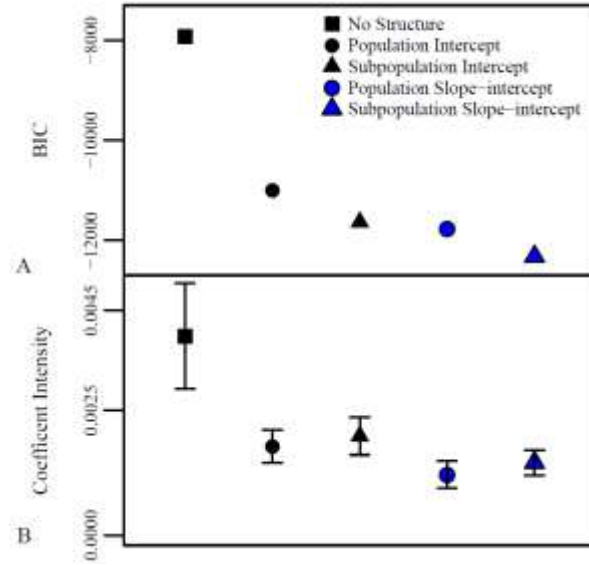 No Structure
Population Intercept
Subpopulation Intercept
Population Slope−intercept
Subpopulation Slope−intercept
BIC
−8000
−10000
−12000
A
Coefficent Intensity
0.0045
0.0025
0.0000
B